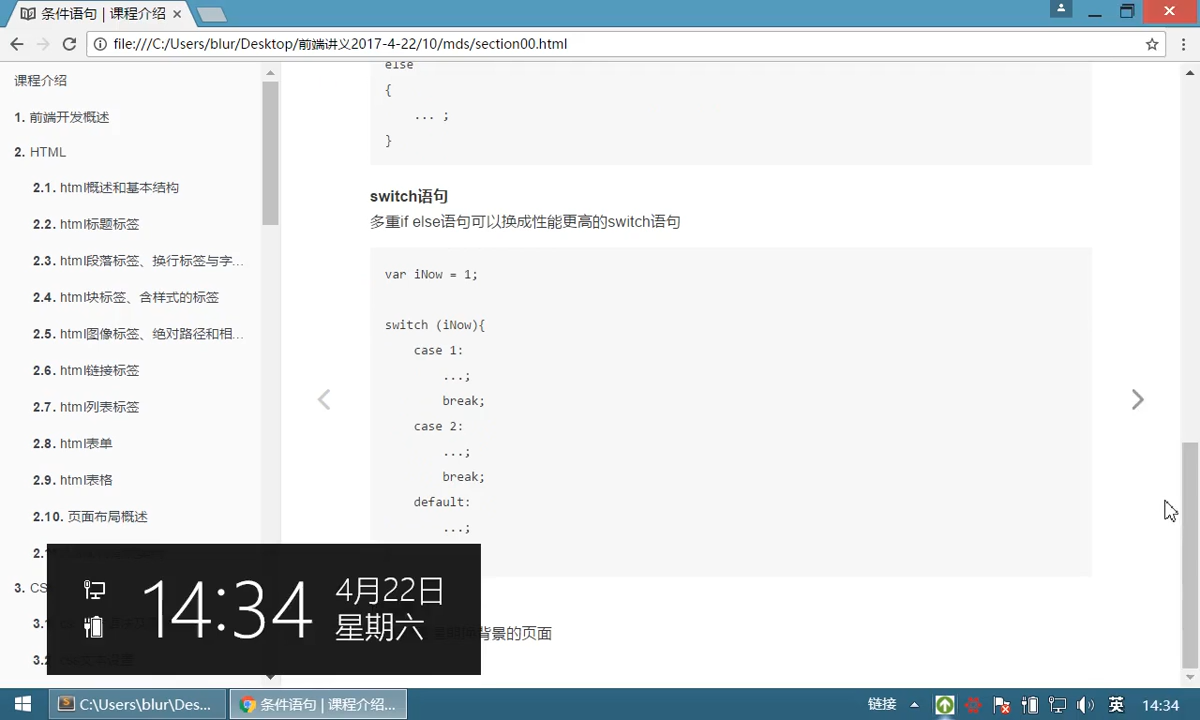 条件语句 | 课程介绍
file:///C:/Users/blur/Desktop/前端讲义2017-4-22/10/mds/section00.html
课程介绍
1. 前端开发概述
2. HTML
2.1. html概述和基本结构
2.2. html标题标签
2.3. html段落标签、换行标签与字...
2.4. html块标签、含样式的标签
2.5. html图像标签、绝对路径和相...
2.6. html链接标签
2.7. html列表标签
2.8. html表单
2.9. html表格
2.10. 页面布局概述
3. CS
3.2
else
{
... ;
}
switch语句
多重if else语句可以换成性能更高的switch语句
var iNow = 1;
switch (iNow){
case 1:
...;
break;
case 2:
...;
break;
default:
...;
背景的页面
14:34
4月22日
星期六
C:\Users\blur\Des...
条件语句 | 课程介绍...
链接
英
14:34